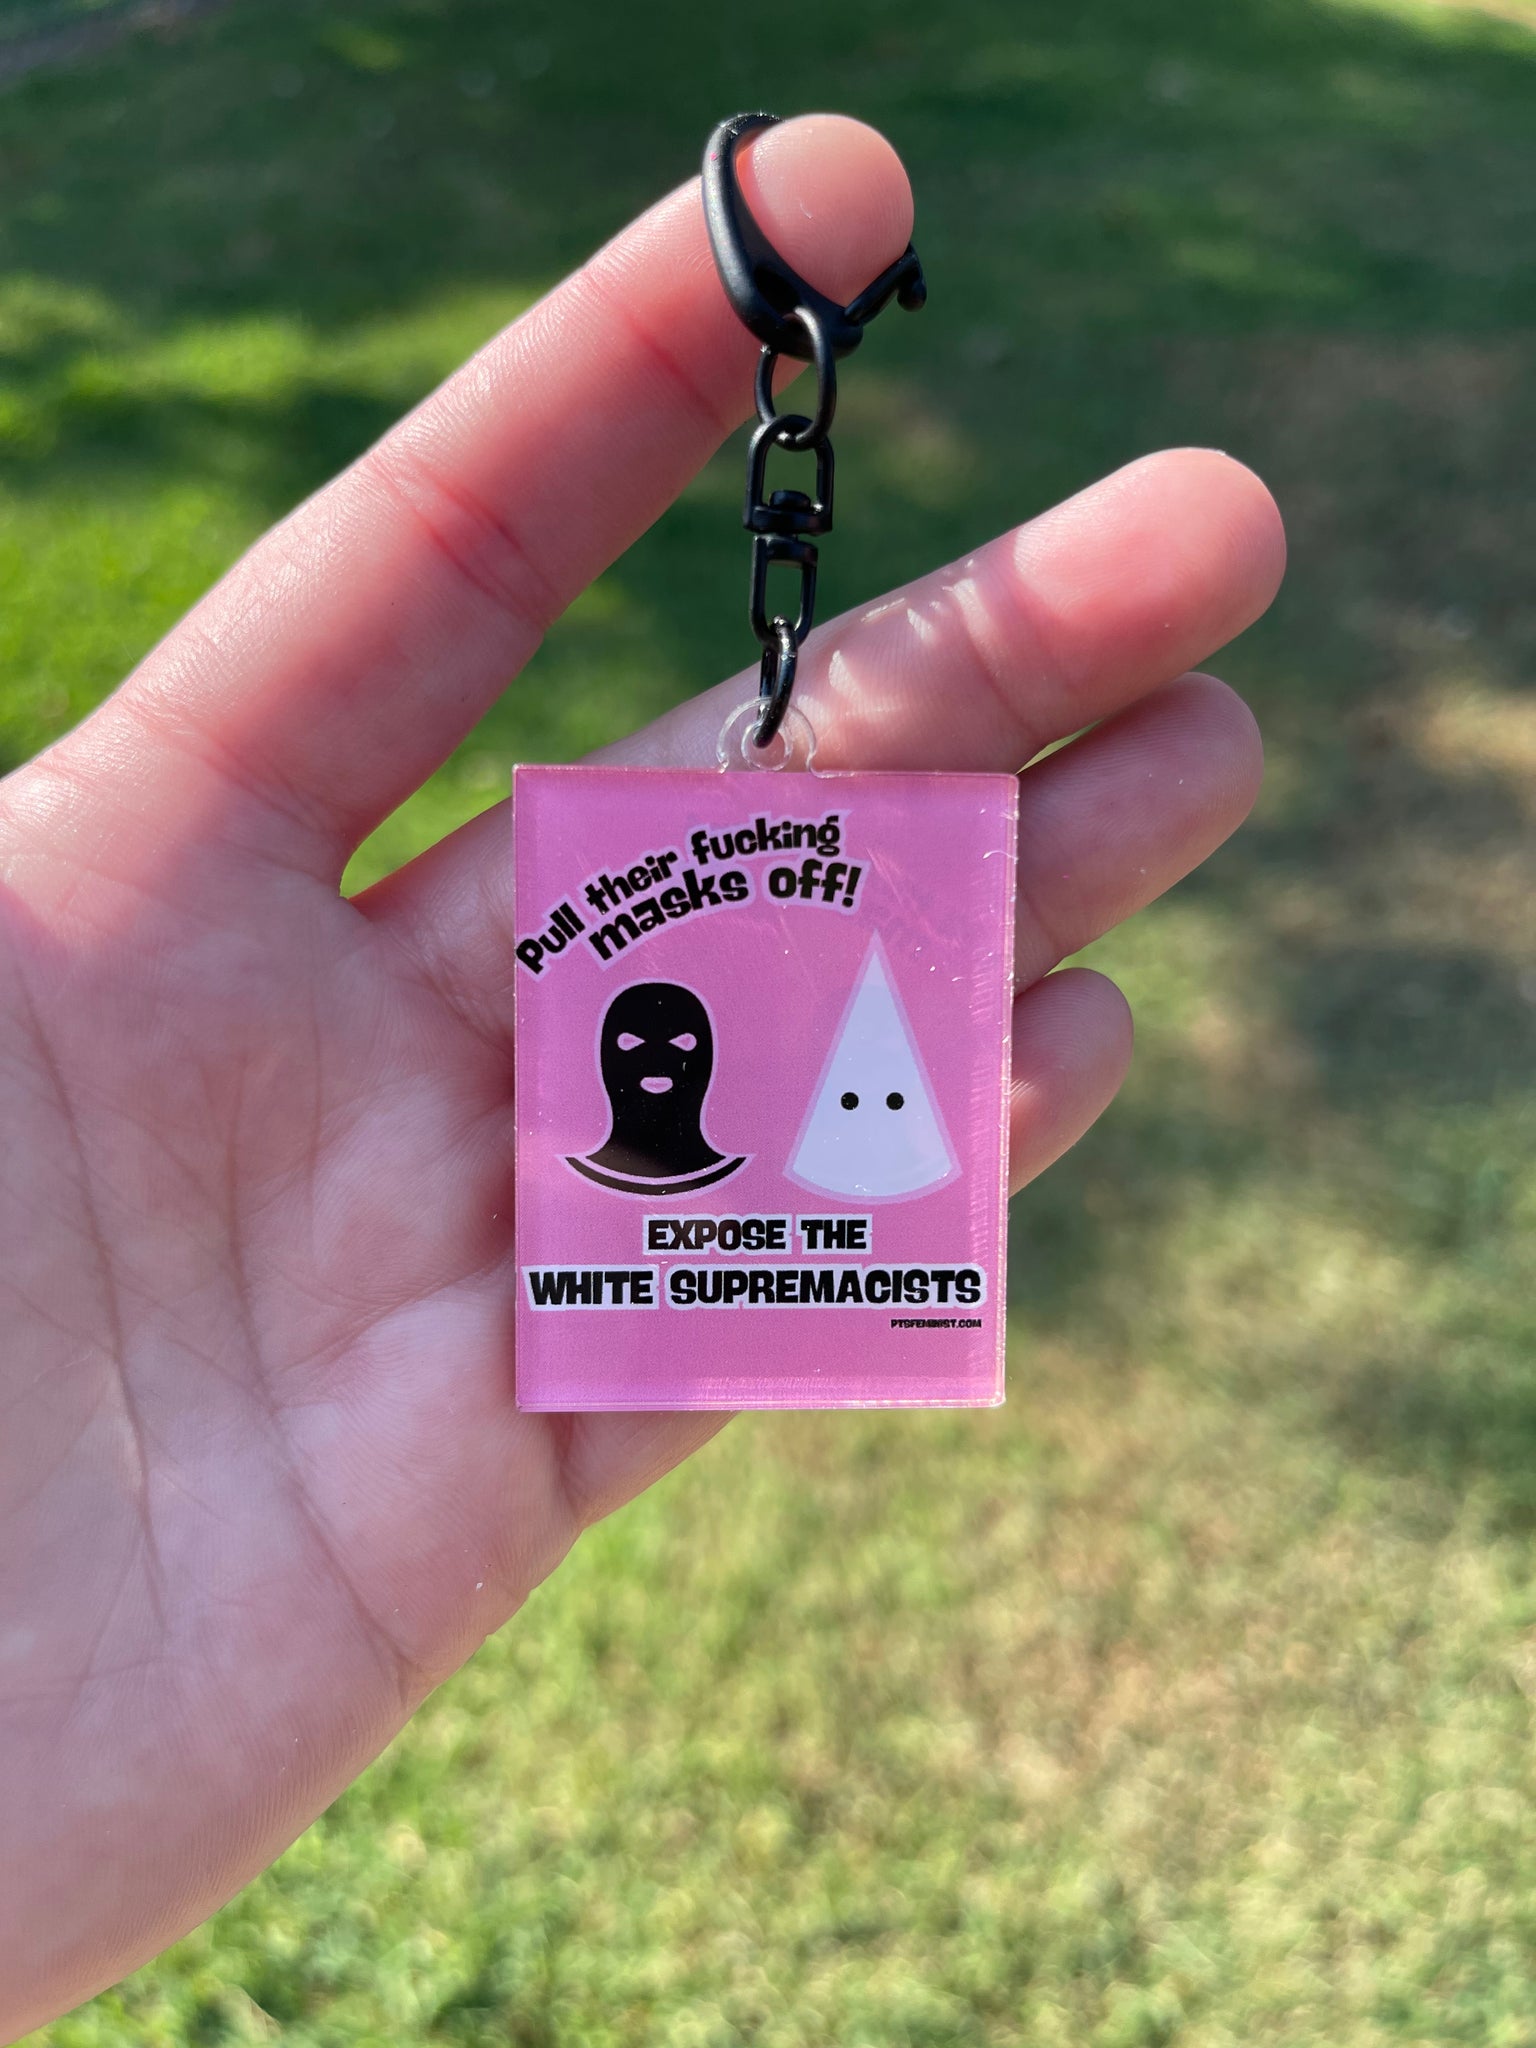 Pull their fucking
masks off!
EXPOSE THE
WHITE SUPREMACISTS
PTSFEMINIST.COM